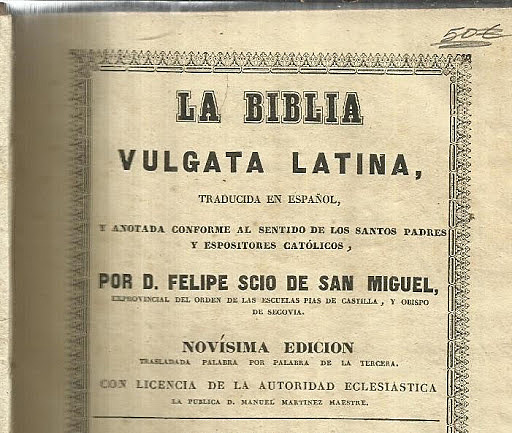 50€
LA BIBLIA
VULGATA LATINA,
TRADUCIDA EN ESPAÑOL,
Y ANOTADA CONFORME AL SENTIDO DE LOS SANTOS PADRES
Y ESPOSITORES CATÓLICOS,
POR D. FELIPE SCIO DE SAN MIGUEL,
EXPROVINCIAL DEL ORDEN DE LAS ESCUELAS PIAS DE CASTILLA, Y OBISPO
DE SEGOVIA.
NOVÍSIMA EDICION
TRASLADADA PALABRA POR PALABRA DE LA TERCERA.
CON LICENCIA DE LA AUTORIDAD ECLESIÁSTICA
LA PUBLICA D. MANUEL MARTINEZ MAESTRE.